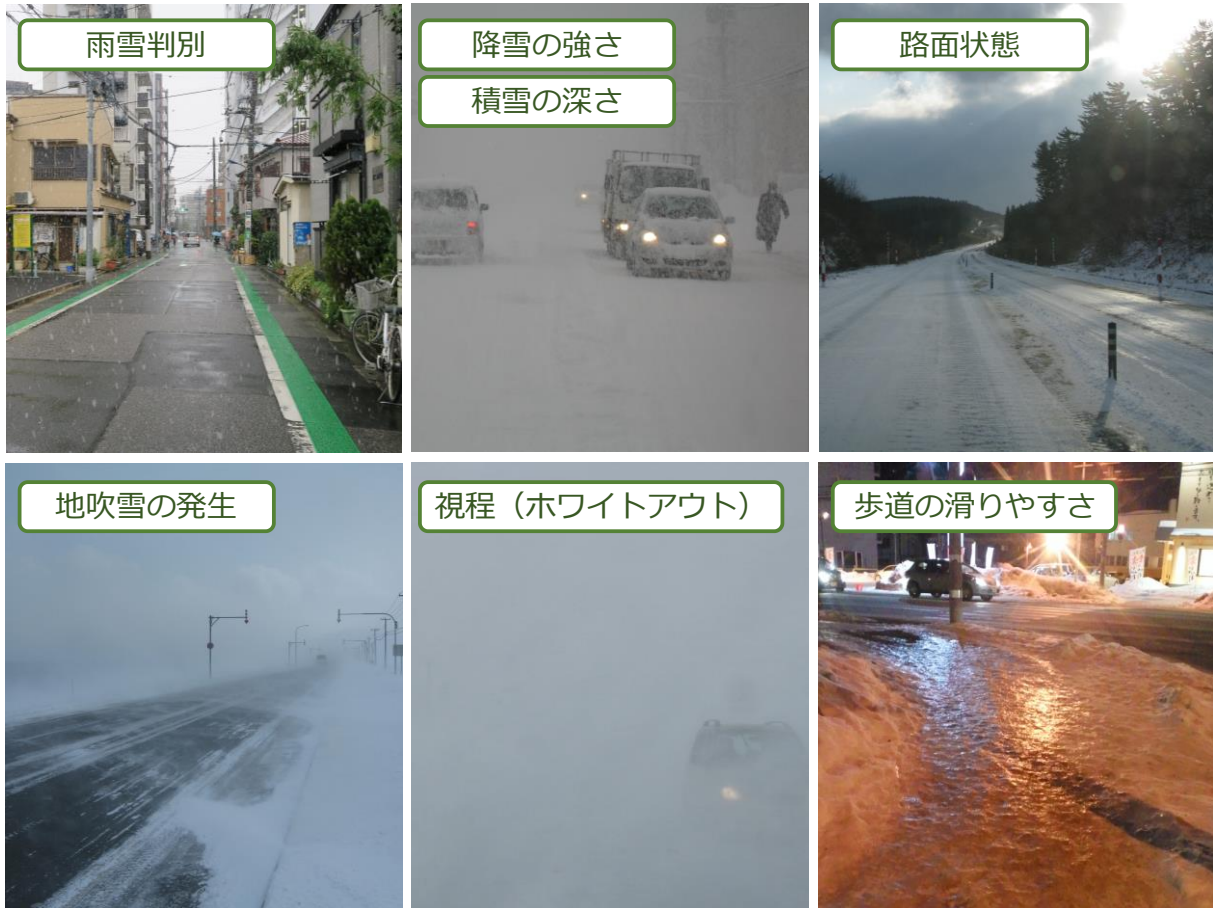 雨雪判別
降雪の強さ
積雪の深さ
路面状態
地吹雪の発生
視程（ホワイトアウト）
歩道の滑りやすさ